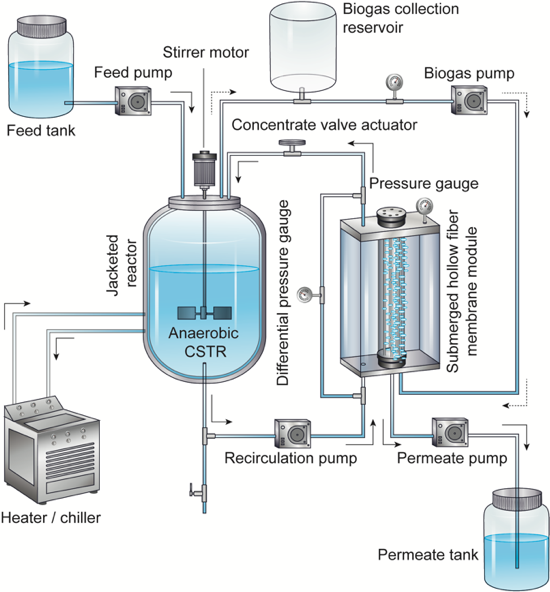 Biogas collection
reservoir
Stirrer motor
Feed pump
Biogas pump
Feed tank
Concentrate valve actuator
Pressure gauge
Jacketed
reactor
Differential pressure gauge
Submerged hollow fiber
membrane module
Anaerobic
CSTR
Recirculation pump
Permeate pump
Heater / chiller
Permeate tank